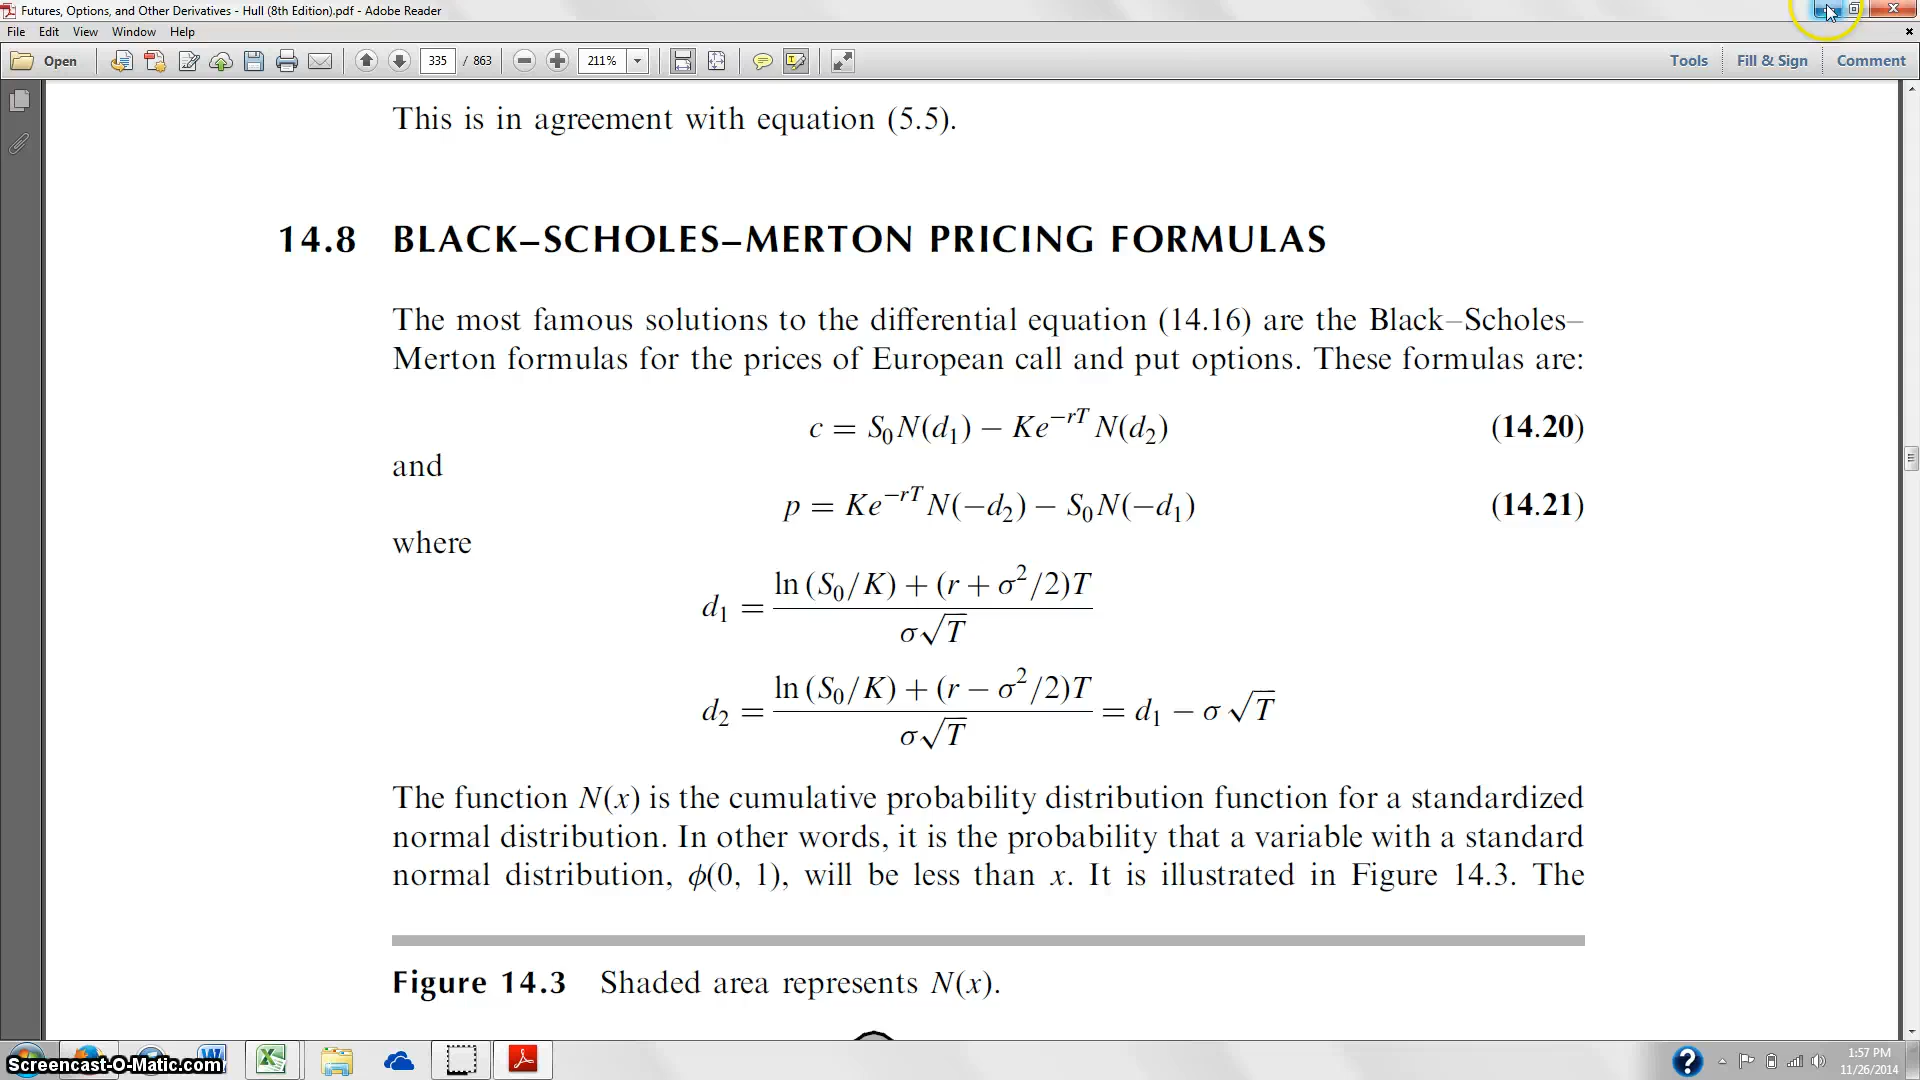 Futures, Options, and Other Derivatives - Hull (8th Edition).pdf - Adobe Reader
File Edit View Window Help
Open 335 / 863 211% Tools Fill & Sign Comment
This is in agreement with equation (5.5).
14.8 BLACK–SCHOLES–MERTON PRICING FORMULAS
The most famous solutions to the differential equation (14.16) are the Black–Scholes–
Merton formulas for the prices of European call and put options. These formulas are:
c = S₀N(d₁) − Ke^−rT N(d₂) (14.20)
and
p = Ke^−rT N(−d₂) − S₀N(−d₁) (14.21)
where
d₁ = ln (S₀/K) + (r + σ²/2)T / σ√T
d₂ = ln (S₀/K) + (r − σ²/2)T / σ√T = d₁ − σ√T
The function N(x) is the cumulative probability distribution function for a standardized
normal distribution. In other words, it is the probability that a variable with a standard
normal distribution, ϕ(0, 1), will be less than x. It is illustrated in Figure 14.3. The
Figure 14.3 Shaded area represents N(x).
Screencast-O-Matic.com
1:57 PM
11/26/2014